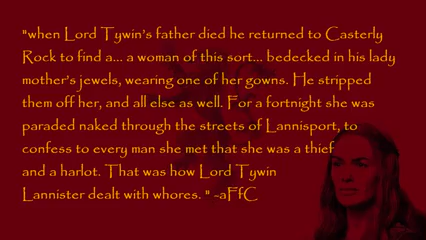 "when Lord Tywin's father died he returned to Casterly
Rock to find a... a woman of this sort... bedecked in his lady
mother's jewels, wearing one of her gowns. He stripped
them off her, and all else as well. For a fortnight she was
paraded naked through the streets of Lannisport, to
confess to every man she met that she was a thief
and a harlot. That was how Lord Tywin
Lannister dealt with whores. " ~aFfC